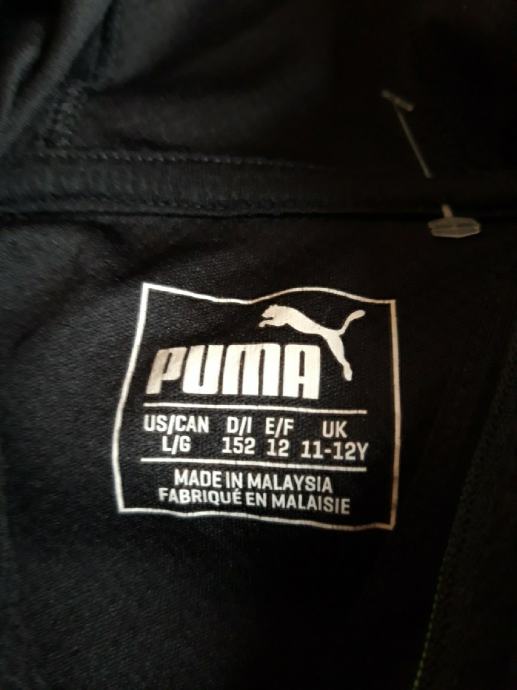 PUMA
US/CAN D/I E/F UK
L/G 152 12 11-12Y
MADE IN MALAYSIA
FABRIQUÉ EN MALAISIE